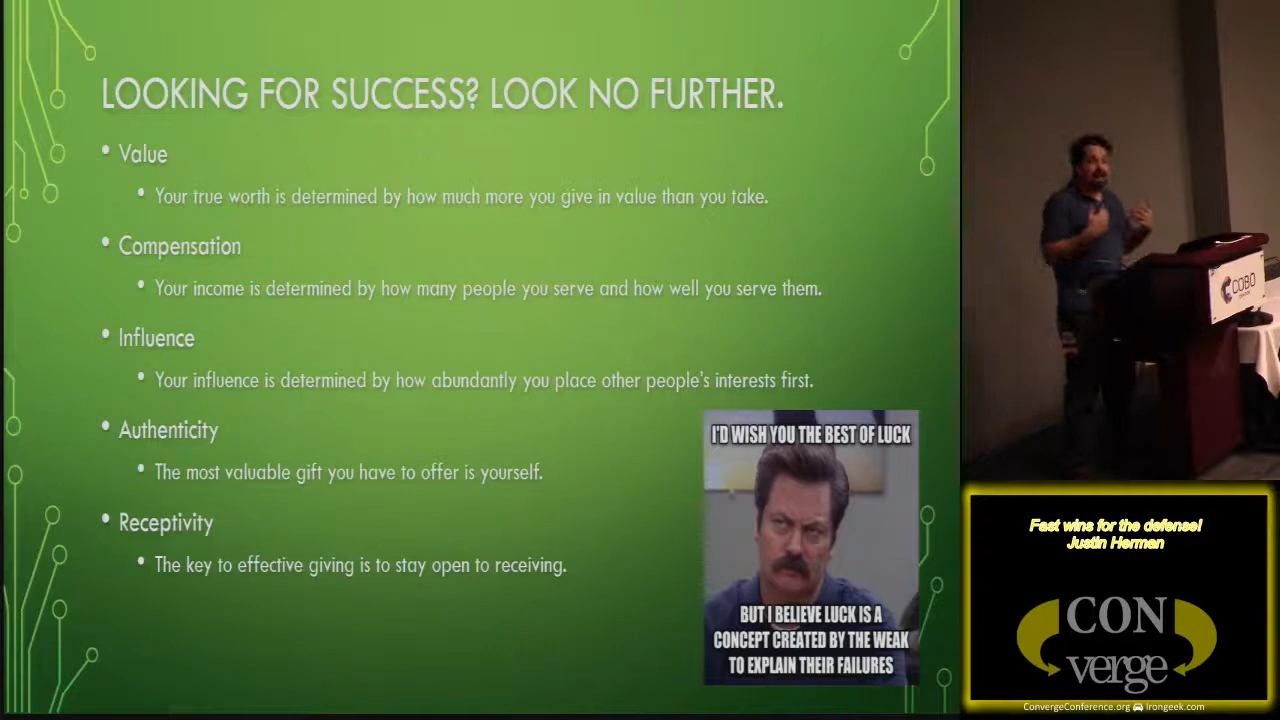 LOOKING FOR SUCCESS? LOOK NO FURTHER.
• Value
• Your true worth is determined by how much more you give in value than you take.
• Compensation
• Your income is determined by how many people you serve and how well you serve them.
• Influence
• Your influence is determined by how abundantly you place other people's interests first.
• Authenticity
• The most valuable gift you have to offer is yourself.
• Receptivity
• The key to effective giving is to stay open to receiving.
I'D WISH YOU THE BEST OF LUCK
BUT I BELIEVE LUCK IS A
CONCEPT CREATED BY THE WEAK
TO EXPLAIN THEIR FAILURES
COBO
Fast wins for the defense!
Justin Herman
CON
verge
ConvergeConference.org Irongeek.com